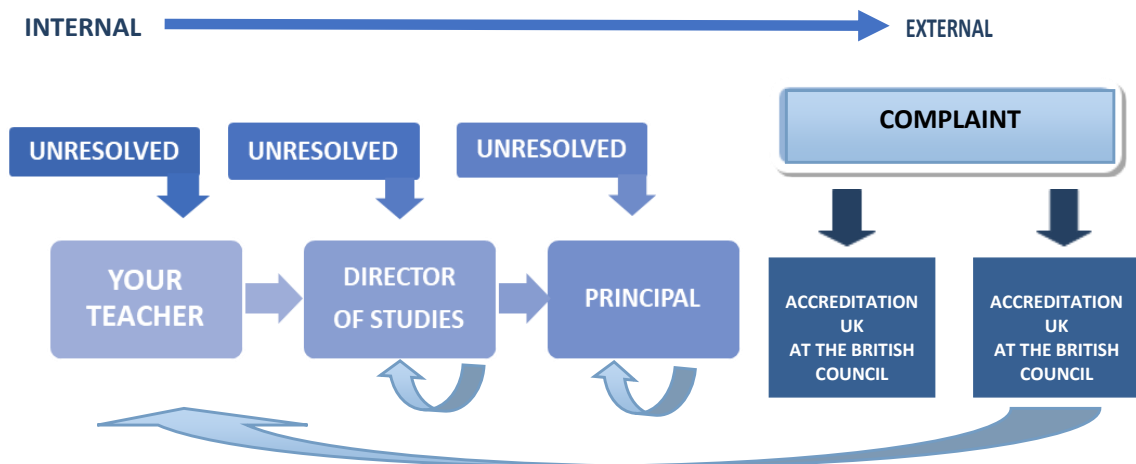 INTERNAL
EXTERNAL
COMPLAINT
UNRESOLVED
UNRESOLVED
UNRESOLVED
YOUR
TEACHER
DIRECTOR
OF STUDIES
PRINCIPAL
ACCREDITATION
UK
AT THE BRITISH
COUNCIL
ACCREDITATION
UK
AT THE BRITISH
COUNCIL